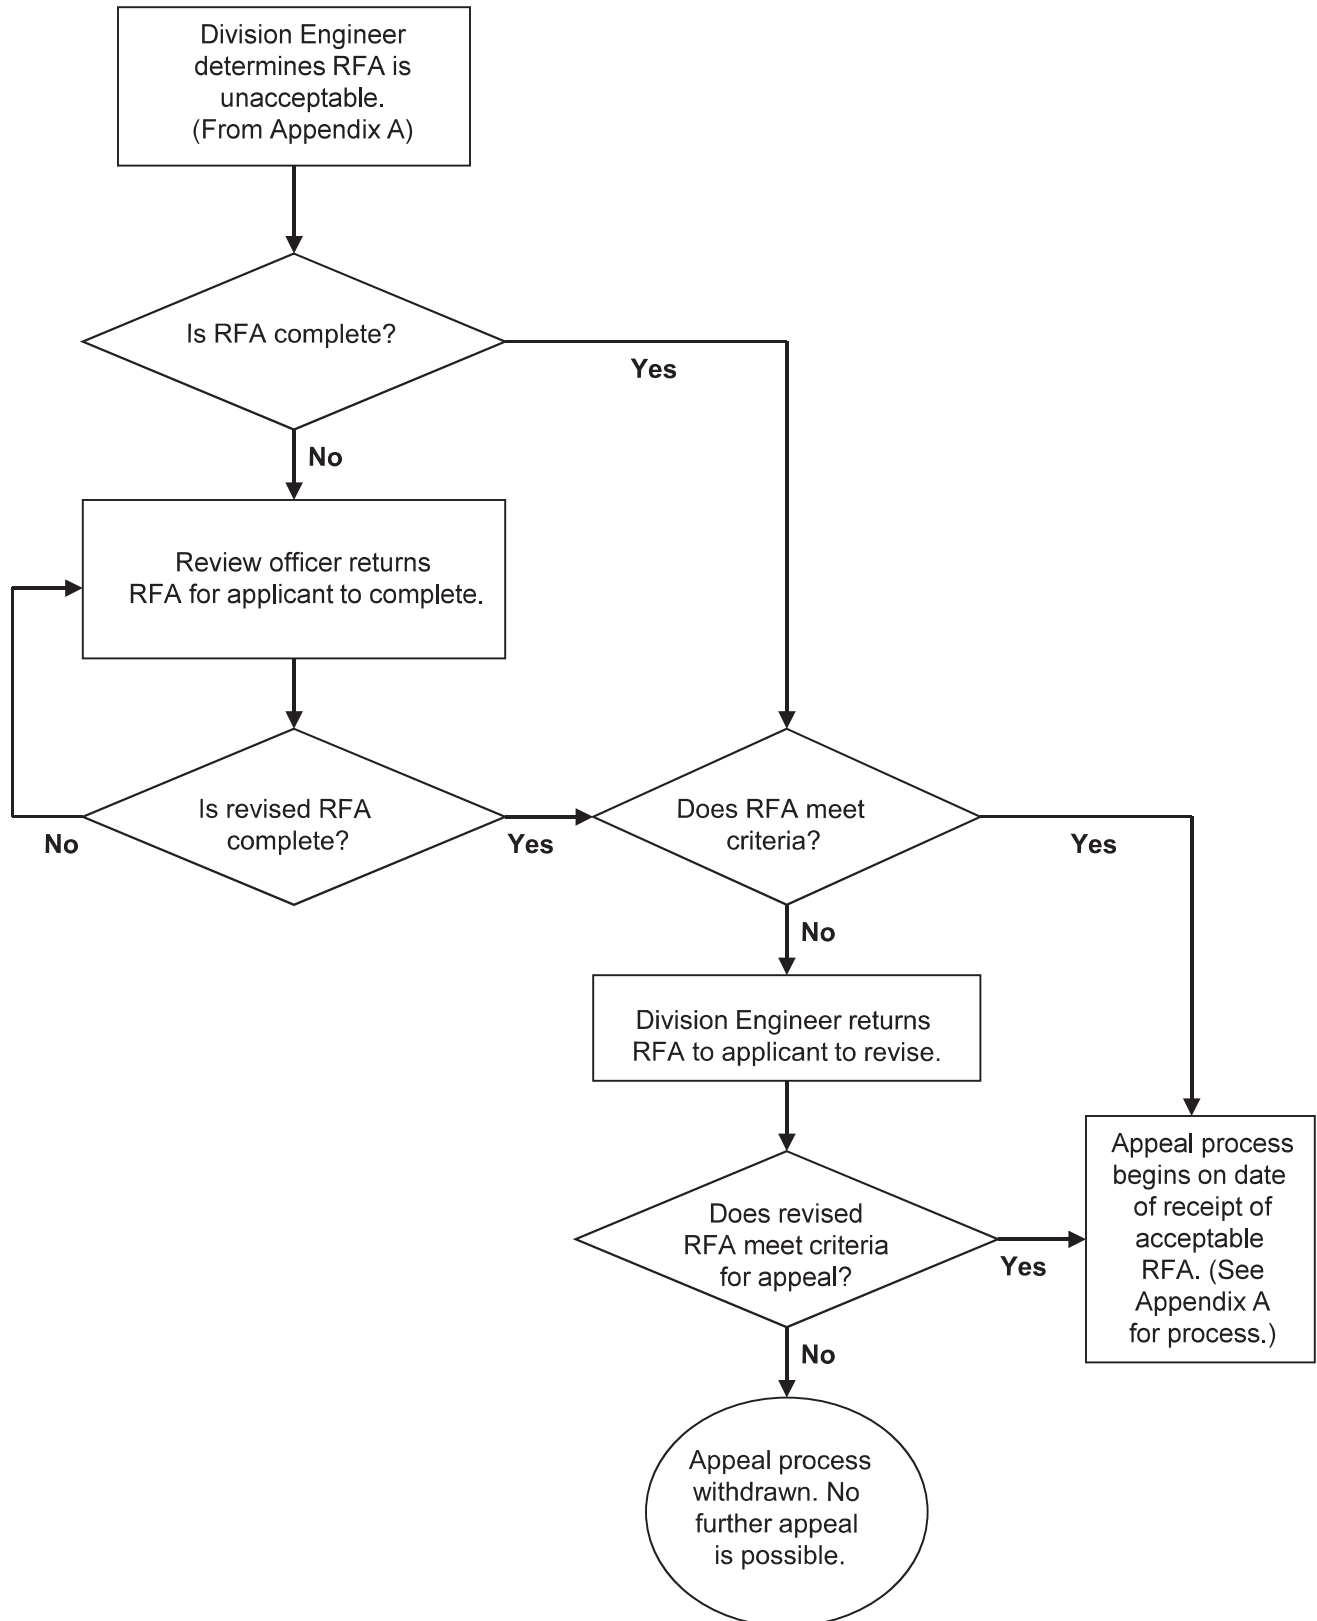 Division Engineer
determines RFA is
unacceptable.
(From Appendix A)
Is RFA complete?
Yes
No
Review officer returns
RFA for applicant to complete.
Is revised RFA
complete?
No
Yes
Does RFA meet
criteria?
Yes
No
Division Engineer returns
RFA to applicant to revise.
Does revised
RFA meet criteria
for appeal?
Yes
No
Appeal process
begins on date
of receipt of
acceptable
RFA. (See
Appendix A
for process.)
Appeal process
withdrawn. No
further appeal
is possible.